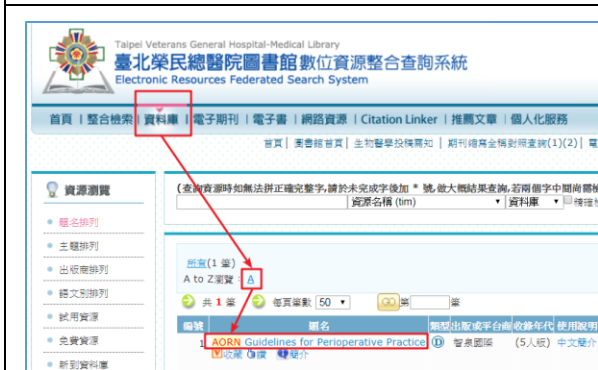 Taipei Veterans General Hospital-Medical Library
臺北榮民總醫院圖書館數位資源整合查詢系統
Electronic Resources Federated Search System
首頁 | 整合檢索 | 資料庫 | 電子期刊 | 電子書 | 網路資源 | Citation Linker | 推薦文章 | 個人化服務
首頁 | 圖書館首頁 | 生物醫學投稿需知 | 期刊縮寫全稱對照查詢(1)(2) | 電
資源瀏覽
題名排列
主題排列
出版商排列
語文別排列
試用資源
免費資源
新到資料庫
(查詢資源時如無法拼正確完整字,請於未完成字後加 * 號,做大概結果查詢,若兩個字中間尚需
資源名稱 (tim) 資料庫 精確
所有(1 筆)
A to Z瀏覽 : A
共 1 筆 每頁筆數 50 GO 第 筆
編號 題名 類型 出版或平台商 收錄年代 使用說明
1 AORN Guidelines for Perioperative Practice D 智泉國際 (5人版) 中文簡介
收藏 簡介